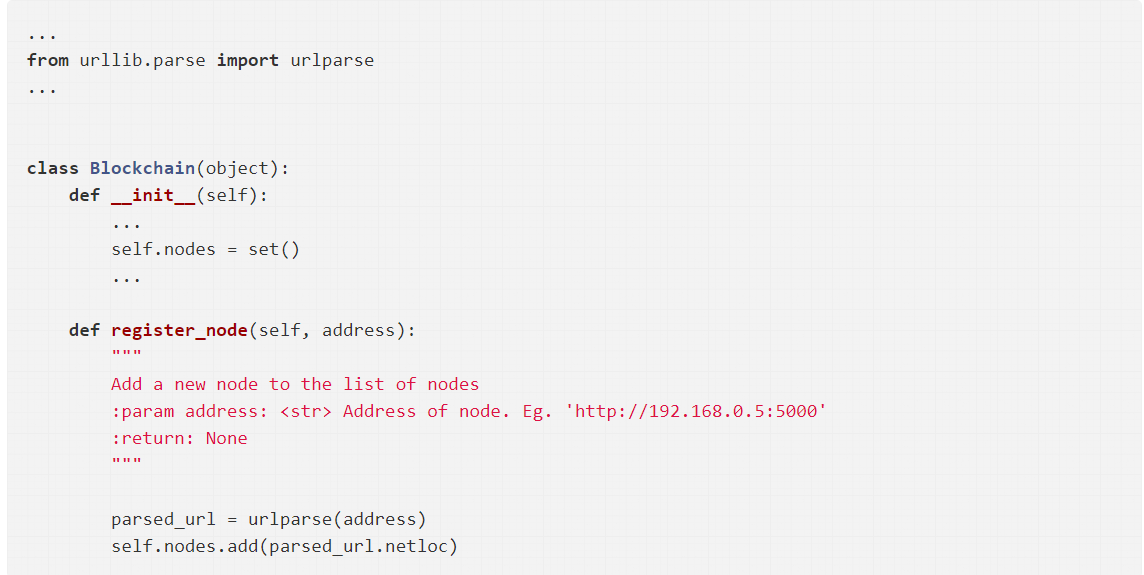 ...
from urllib.parse import urlparse
...
class Blockchain(object):
    def __init__(self):
        ...
        self.nodes = set()
        ...
    def register_node(self, address):
        """
        Add a new node to the list of nodes
        :param address: <str> Address of node. Eg. 'http://192.168.0.5:5000'
        :return: None
        """
        parsed_url = urlparse(address)
        self.nodes.add(parsed_url.netloc)